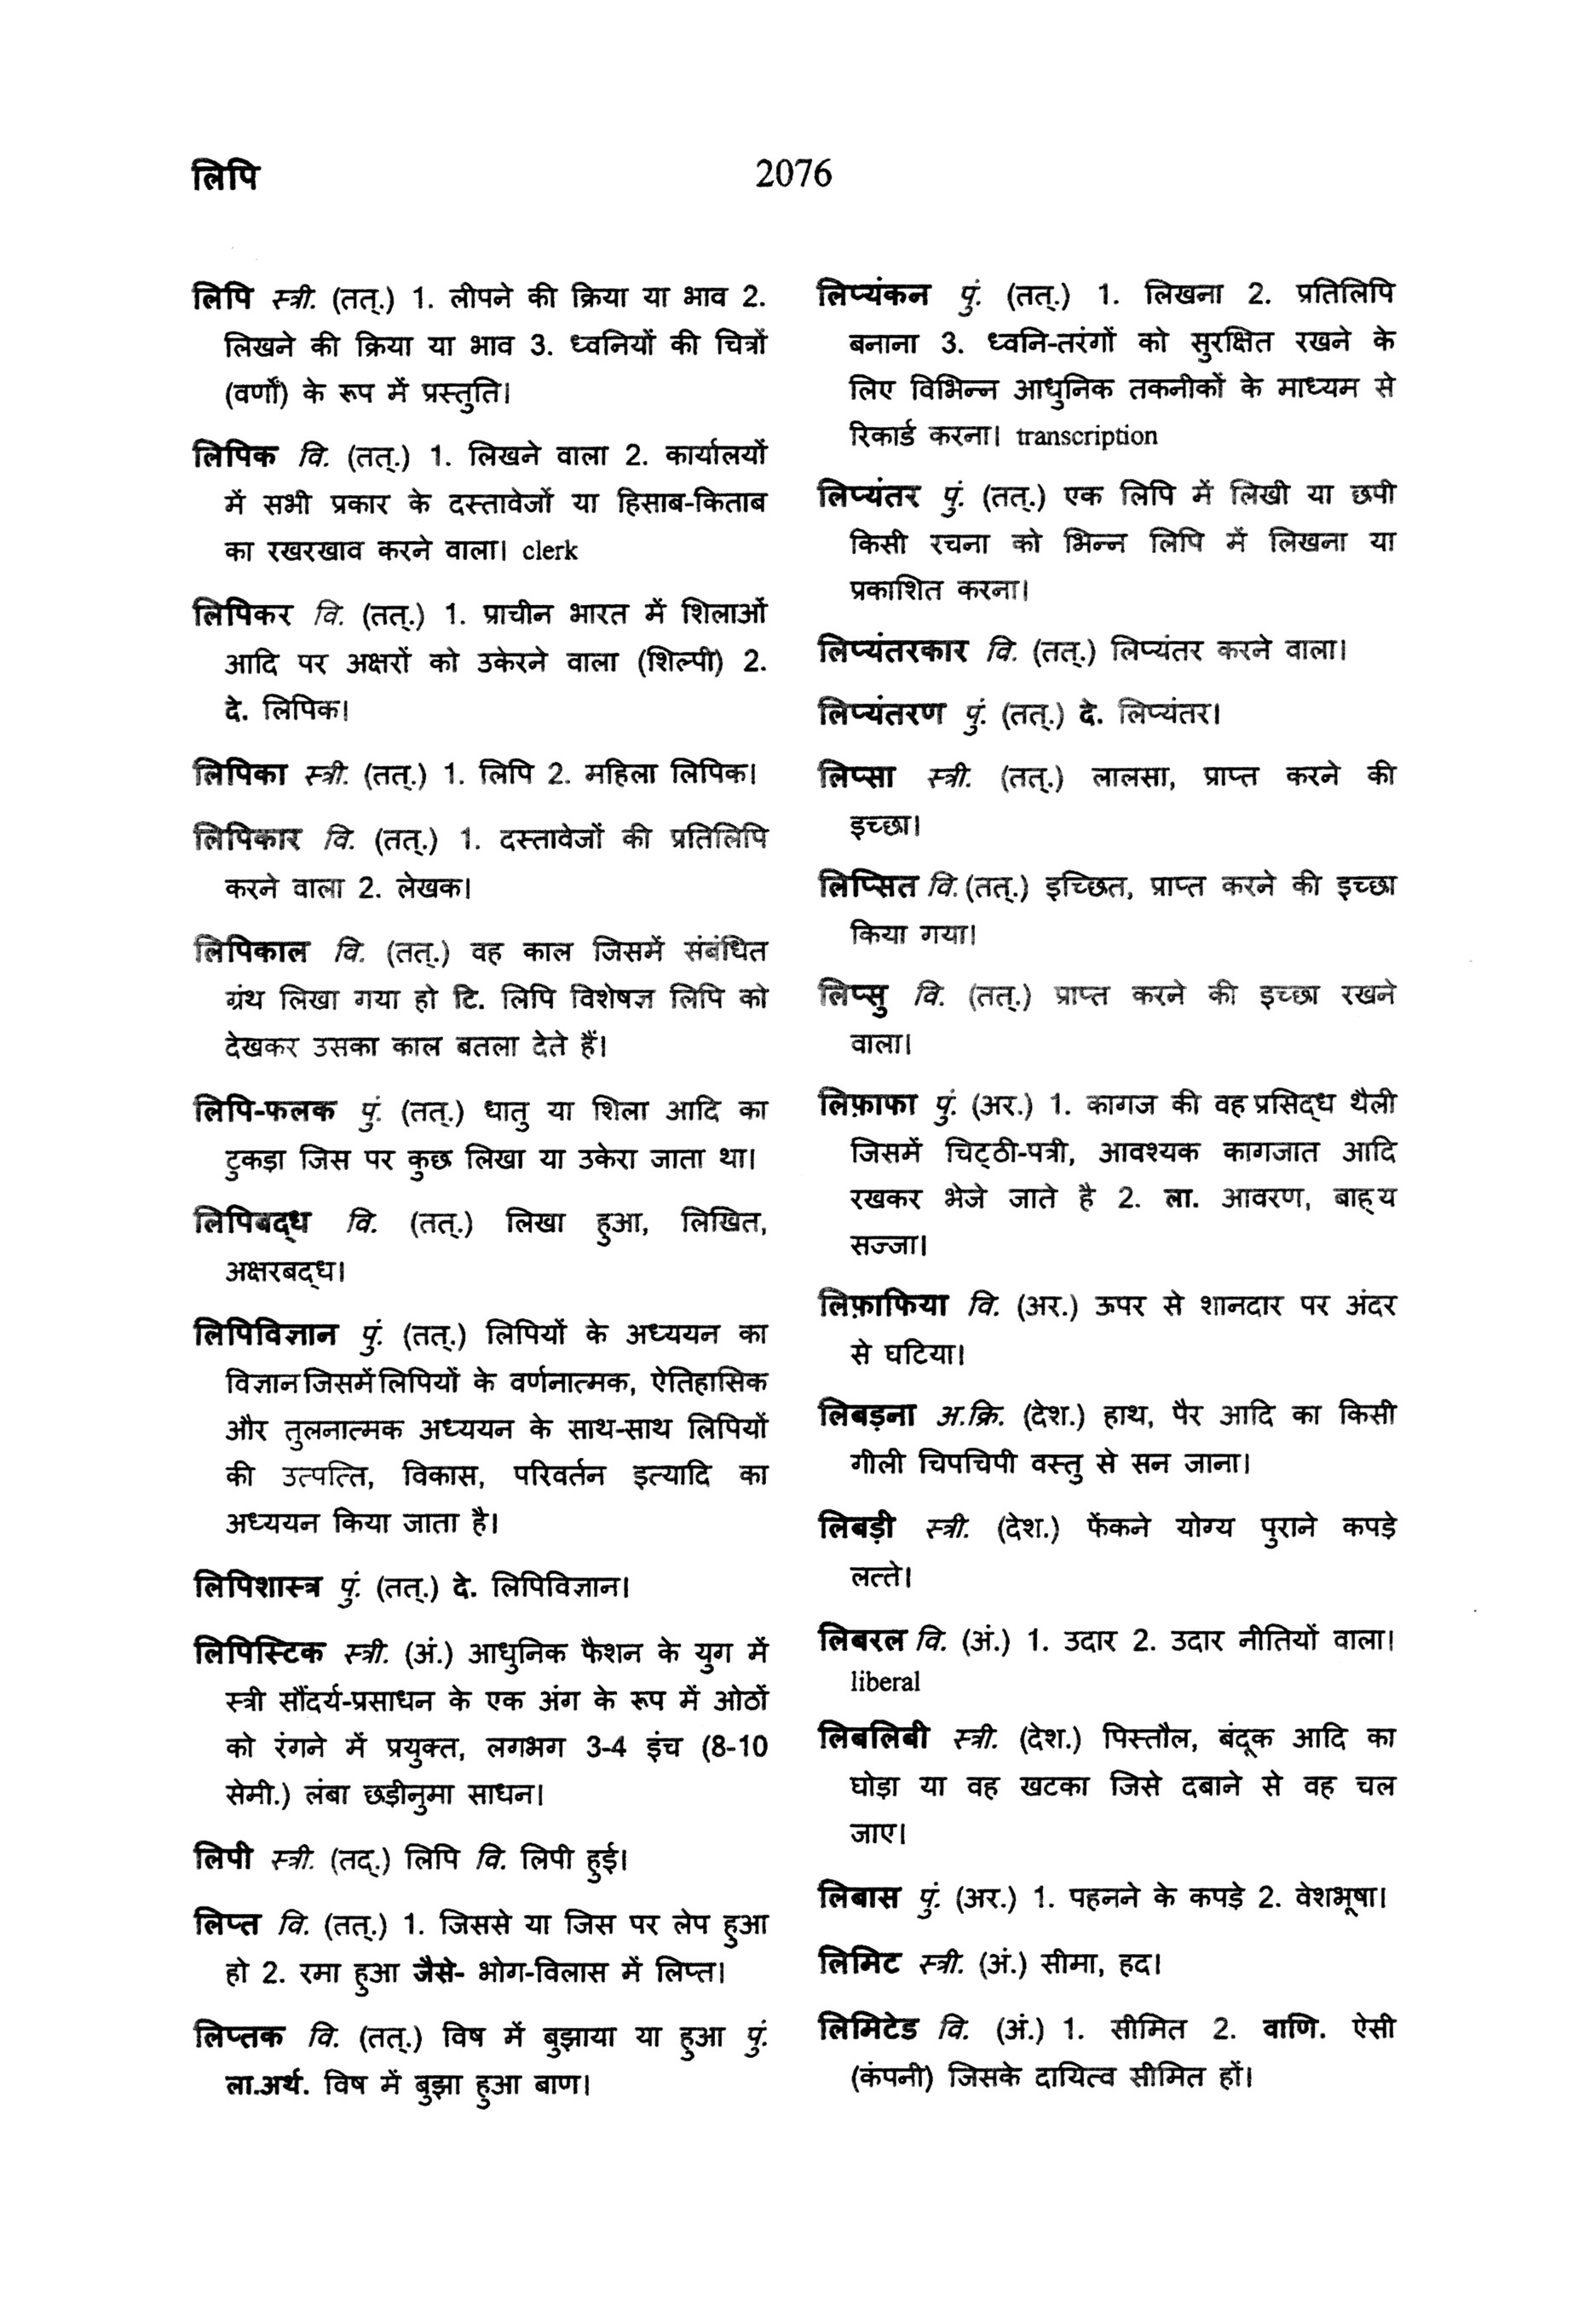 लिपि
2076
लिपि स्त्री. (तत्.) 1. लीपने की क्रिया या भाव 2.
लिखने की क्रिया या भाव 3. ध्वनियों की चित्रों
(वर्णों) के रूप में प्रस्तुति।
लिपिक वि. (तत्.) 1. लिखने वाला 2. कार्यालयों
में सभी प्रकार के दस्तावेजों या हिसाब-किताब
का रखरखाव करने वाला। clerk
लिपिकर वि. (तत्.) 1. प्राचीन भारत में शिलाओं
आदि पर अक्षरों को उकेरने वाला (शिल्पी) 2.
दे. लिपिक।
लिपिका स्त्री. (तत्.) 1. लिपि 2. महिला लिपिक।
लिपिकार वि. (तत्.) 1. दस्तावेजों की प्रतिलिपि
करने वाला 2. लेखक।
लिपिकाल वि. (तत्.) वह काल जिसमें संबंधित
ग्रंथ लिखा गया हो टि. लिपि विशेषज्ञ लिपि को
देखकर उसका काल बतला देते हैं।
लिपि-फलक पुं. (तत्.) धातु या शिला आदि का
टुकड़ा जिस पर कुछ लिखा या उकेरा जाता था।
लिपिबद्ध वि. (तत्.) लिखा हुआ, लिखित,
अक्षरबद्ध।
लिपिविज्ञान पुं. (तत्.) लिपियों के अध्ययन का
विज्ञान जिसमें लिपियों के वर्णनात्मक, ऐतिहासिक
और तुलनात्मक अध्ययन के साथ-साथ लिपियों
की उत्पत्ति, विकास, परिवर्तन इत्यादि का
अध्ययन किया जाता है।
लिपिशास्त्र पुं. (तत्.) दे. लिपिविज्ञान।
लिपिस्टिक स्त्री. (अं.) आधुनिक फैशन के युग में
स्त्री सौंदर्य-प्रसाधन के एक अंग के रूप में ओठों
को रंगने में प्रयुक्त, लगभग 3-4 इंच (8-10
सेमी.) लंबा छड़ीनुमा साधन।
लिपी स्त्री. (तद्.) लिपि वि. लिपी हुई।
लिप्त वि. (तत्.) 1. जिससे या जिस पर लेप हुआ
हो 2. रमा हुआ जैसे- भोग-विलास में लिप्त।
लिप्तक वि. (तत्.) विष में बुझाया या हुआ पुं.
ला.अर्थ. विष में बुझा हुआ बाण।
लिप्यंकन पुं. (तत्.) 1. लिखना 2. प्रतिलिपि
बनाना 3. ध्वनि-तरंगों को सुरक्षित रखने के
लिए विभिन्न आधुनिक तकनीकों के माध्यम से
रिकार्ड करना। transcription
लिप्यंतर पुं. (तत्.) एक लिपि में लिखी या छपी
किसी रचना को भिन्न लिपि में लिखना या
प्रकाशित करना।
लिप्यंतरकार वि. (तत्.) लिप्यंतर करने वाला।
लिप्यंतरण पुं. (तत्.) दे. लिप्यंतर।
लिप्सा स्त्री. (तत्.) लालसा, प्राप्त करने की
इच्छा।
लिप्सित वि. (तत्.) इच्छित, प्राप्त करने की इच्छा
किया गया।
लिप्सु वि. (तत्.) प्राप्त करने की इच्छा रखने
वाला।
लिफ़ाफा पुं. (अर.) 1. कागज की वह प्रसिद्ध थैली
जिसमें चिट्ठी-पत्री, आवश्यक कागजात आदि
रखकर भेजे जाते है 2. ला. आवरण, बाह्य
सज्जा।
लिफ़ाफिया वि. (अर.) ऊपर से शानदार पर अंदर
से घटिया।
लिबड़ना अ.क्रि. (देश.) हाथ, पैर आदि का किसी
गीली चिपचिपी वस्तु से सन जाना।
लिबड़ी स्त्री. (देश.) फेंकने योग्य पुराने कपड़े
लत्ते।
लिबरल वि. (अं.) 1. उदार 2. उदार नीतियों वाला।
liberal
लिबलिबी स्त्री. (देश.) पिस्तौल, बंदूक आदि का
घोड़ा या वह खटका जिसे दबाने से वह चल
जाए।
लिबास पुं. (अर.) 1. पहनने के कपड़े 2. वेशभूषा।
लिमिट स्त्री. (अं.) सीमा, हद।
लिमिटेड वि. (अं.) 1. सीमित 2. वाणि. ऐसी
(कंपनी) जिसके दायित्व सीमित हों।